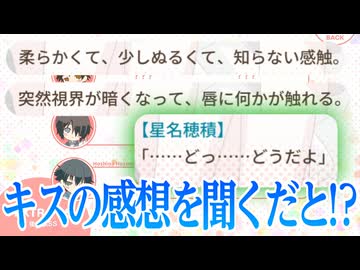 BACK
柔らかくて、少しぬるくて、知らない感触。
突然視界が暗くなって、唇に何かが触れる。
【星名穂積】
「……どっ……どうだよ」
キスの感想を聞くだと!?